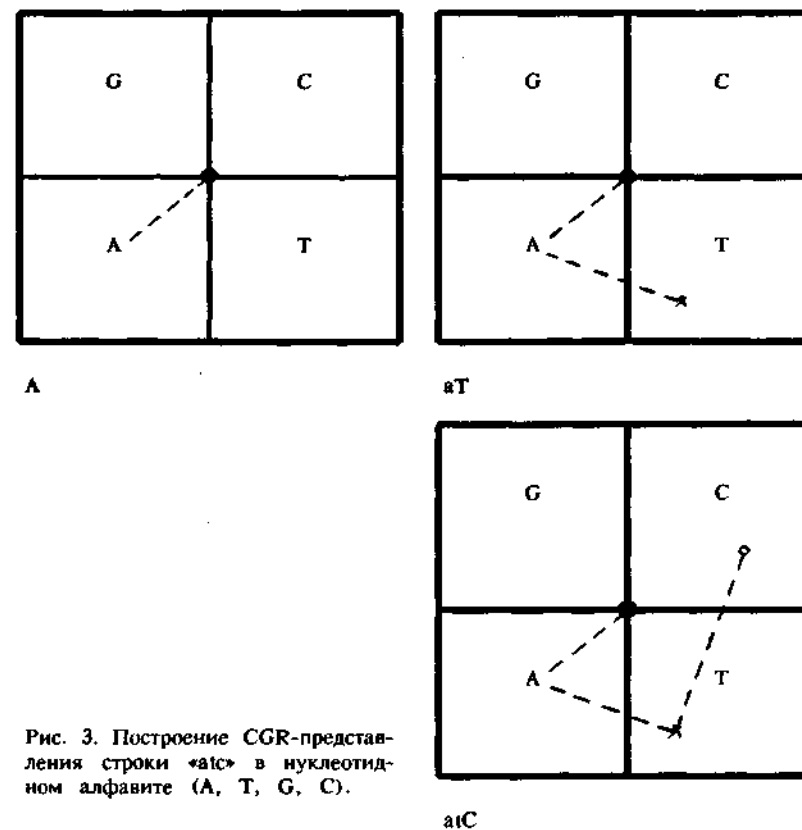 G C
A T
A
G C
A T
aT
G C
A T
atC
Рис. 3. Построение CGR-представ-
ления строки «atc» в нуклеотид-
ном алфавите (A, T, G, C).